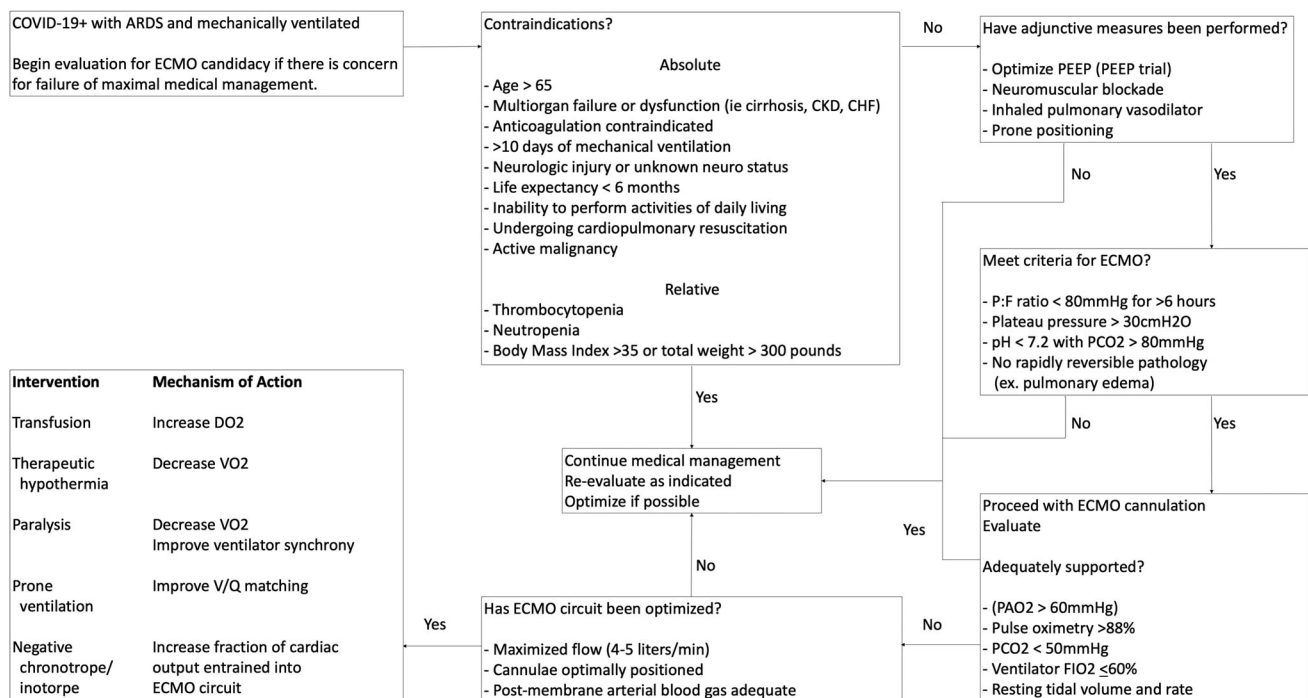 COVID-19+ with ARDS and mechanically ventilated
Begin evaluation for ECMO candidacy if there is concern
for failure of maximal medical management.
Contraindications?
Absolute
- Age > 65
- Multiorgan failure or dysfunction (ie cirrhosis, CKD, CHF)
- Anticoagulation contraindicated
- >10 days of mechanical ventilation
- Neurologic injury or unknown neuro status
- Life expectancy < 6 months
- Inability to perform activities of daily living
- Undergoing cardiopulmonary resuscitation
- Active malignancy
Relative
- Thrombocytopenia
- Neutropenia
- Body Mass Index >35 or total weight > 300 pounds
No
Have adjunctive measures been performed?
- Optimize PEEP (PEEP trial)
- Neuromuscular blockade
- Inhaled pulmonary vasodilator
- Prone positioning
No
Yes
Meet criteria for ECMO?
- P:F ratio < 80mmHg for >6 hours
- Plateau pressure > 30cmH2O
- pH < 7.2 with PCO2 > 80mmHg
- No rapidly reversible pathology
(ex. pulmonary edema)
No
Yes
Yes
Continue medical management
Re-evaluate as indicated
Optimize if possible
Proceed with ECMO cannulation
Evaluate
Adequately supported?
- (PAO2 > 60mmHg)
- Pulse oximetry >88%
- PCO2 < 50mmHg
- Ventilator FIO2 ≤60%
- Resting tidal volume and rate
Yes
No
No
Has ECMO circuit been optimized?
- Maximized flow (4-5 liters/min)
- Cannulae optimally positioned
- Post-membrane arterial blood gas adequate
Yes
Intervention Mechanism of Action
Transfusion Increase DO2
Therapeutic Decrease VO2
hypothermia
Paralysis Decrease VO2
Improve ventilator synchrony
Prone Improve V/Q matching
ventilation
Negative Increase fraction of cardiac
chronotrope/ output entrained into
inotorpe ECMO circuit